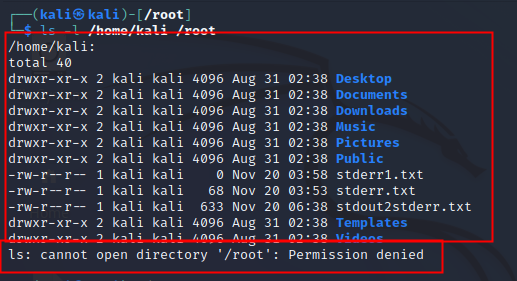 ┌──(kali㉿kali)-[/root]
└─$ ls -l /home/kali /root
/home/kali:
total 40
drwxr-xr-x 2 kali kali 4096 Aug 31 02:38 Desktop
drwxr-xr-x 2 kali kali 4096 Aug 31 02:38 Documents
drwxr-xr-x 2 kali kali 4096 Aug 31 02:38 Downloads
drwxr-xr-x 2 kali kali 4096 Aug 31 02:38 Music
drwxr-xr-x 2 kali kali 4096 Aug 31 02:38 Pictures
drwxr-xr-x 2 kali kali 4096 Aug 31 02:38 Public
-rw-r--r-- 1 kali kali    0 Nov 20 03:58 stderr1.txt
-rw-r--r-- 1 kali kali   68 Nov 20 03:53 stderr.txt
-rw-r--r-- 1 kali kali  633 Nov 20 06:38 stdout2stderr.txt
drwxr-xr-x 2 kali kali 4096 Aug 31 02:38 Templates
drwxr-xr-x 2 kali kali 4096 Aug 31 02:38 Videos
ls: cannot open directory '/root': Permission denied